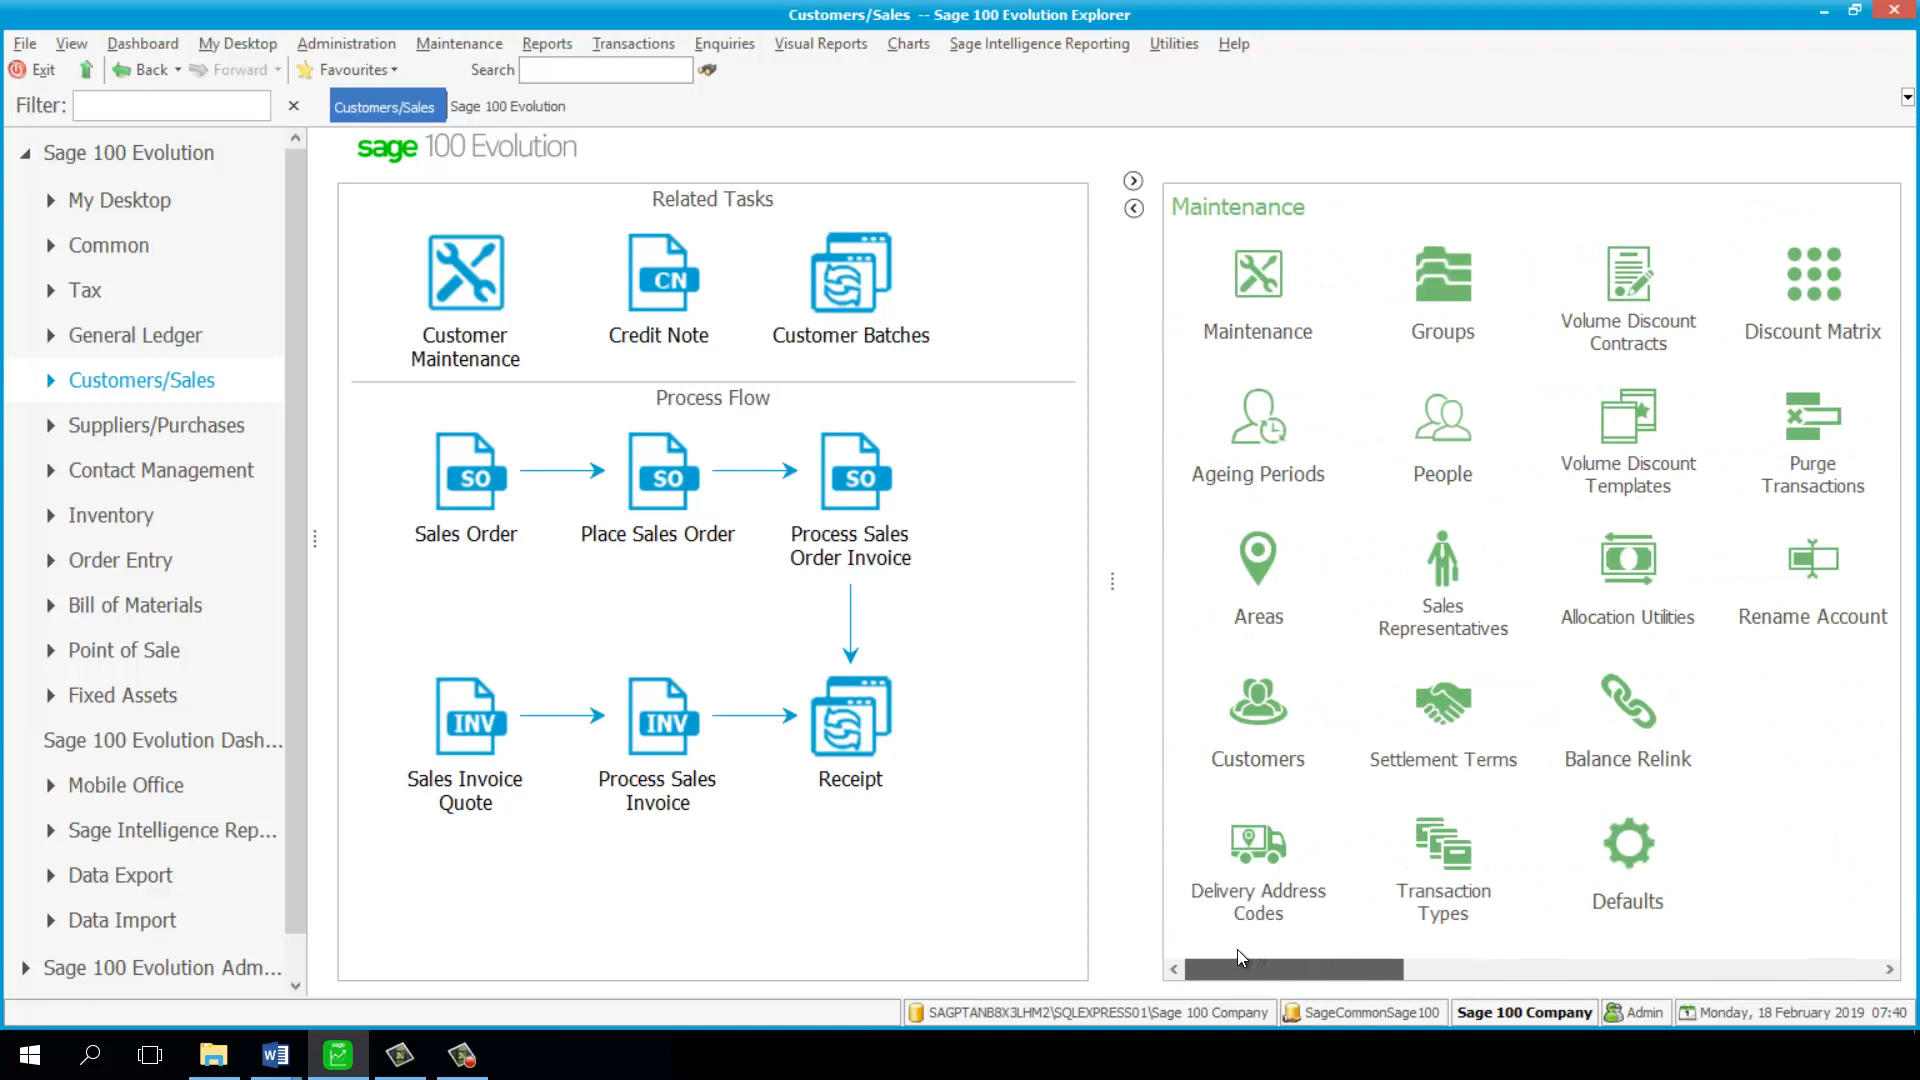 Customers/Sales -- Sage 100 Evolution Explorer
File View Dashboard My Desktop Administration Maintenance Reports Transactions Enquiries Visual Reports Charts Sage Intelligence Reporting Utilities Help
Exit Back Forward Favourites Search
Filter: Customers/Sales Sage 100 Evolution
Sage 100 Evolution
My Desktop
Common
Tax
General Ledger
Customers/Sales
Suppliers/Purchases
Contact Management
Inventory
Order Entry
Bill of Materials
Point of Sale
Fixed Assets
Sage 100 Evolution Dash...
Mobile Office
Sage Intelligence Rep...
Data Export
Data Import
Sage 100 Evolution Adm...
sage 100 Evolution
Related Tasks
Customer
Maintenance
CN
Credit Note
Customer Batches
Process Flow
SO
Sales Order
SO
Place Sales Order
SO
Process Sales
Order Invoice
INV
Sales Invoice
Quote
INV
Process Sales
Invoice
Receipt
Maintenance
Maintenance
Groups
Volume Discount
Contracts
Discount Matrix
Ageing Periods
People
Volume Discount
Templates
Purge
Transactions
Areas
Sales
Representatives
Allocation Utilities
Rename Account
Customers
Settlement Terms
Balance Relink
Delivery Address
Codes
Transaction
Types
Defaults
SAGPTANB8X3LHM2\SQLEXPRESS01\Sage 100 Company SageCommonSage100 Sage 100 Company Admin Monday, 18 February 2019 07:40